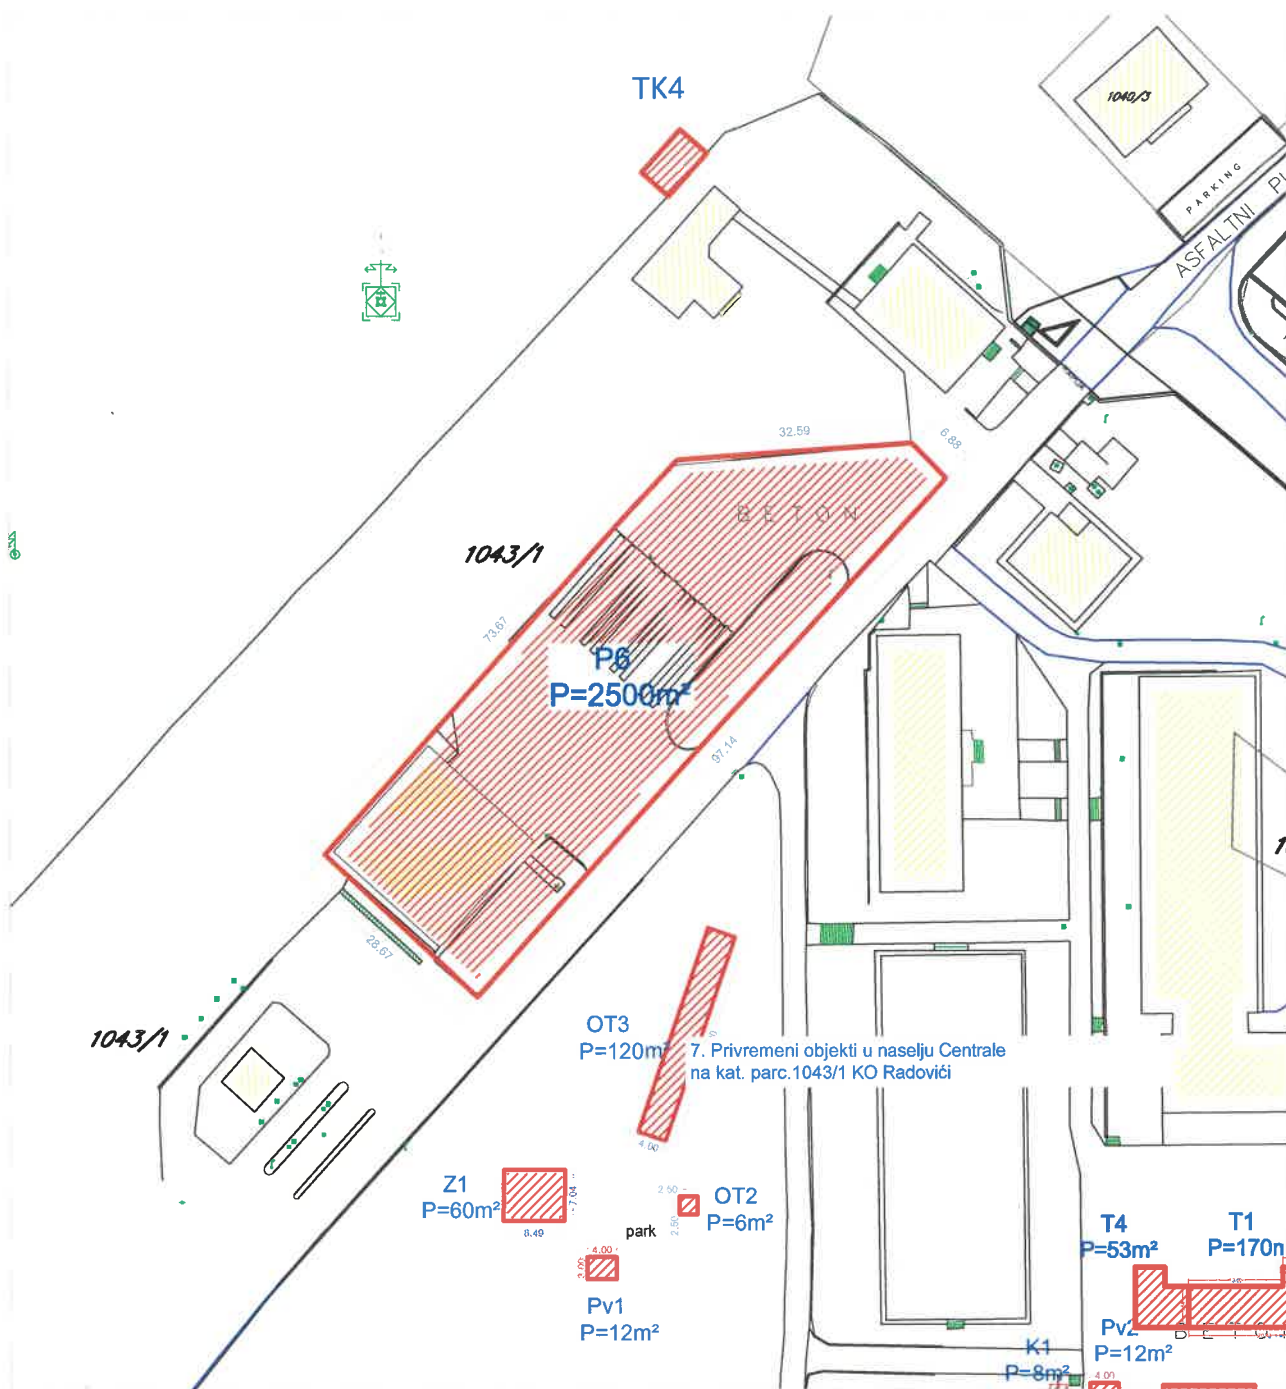 TK4
1040/3
PARKING
ASFALTNI
32.59
6.88
BETON
1043/1
73.67
P6
P=2500m²
97.14
28.67
1043/1
OT3
P=120m²
7. Privremeni objekti u naselju Centrale
na kat. parc.1043/1 KO Radovići
4.00
Z1
P=60m²
7.04
8.49
2.50
2.50
OT2
P=6m²
park
4.00
3.00
Pv1
P=12m²
T4
P=53m²
T1
P=170
Pv2
P=12m²
K1
P=8m²
4.00